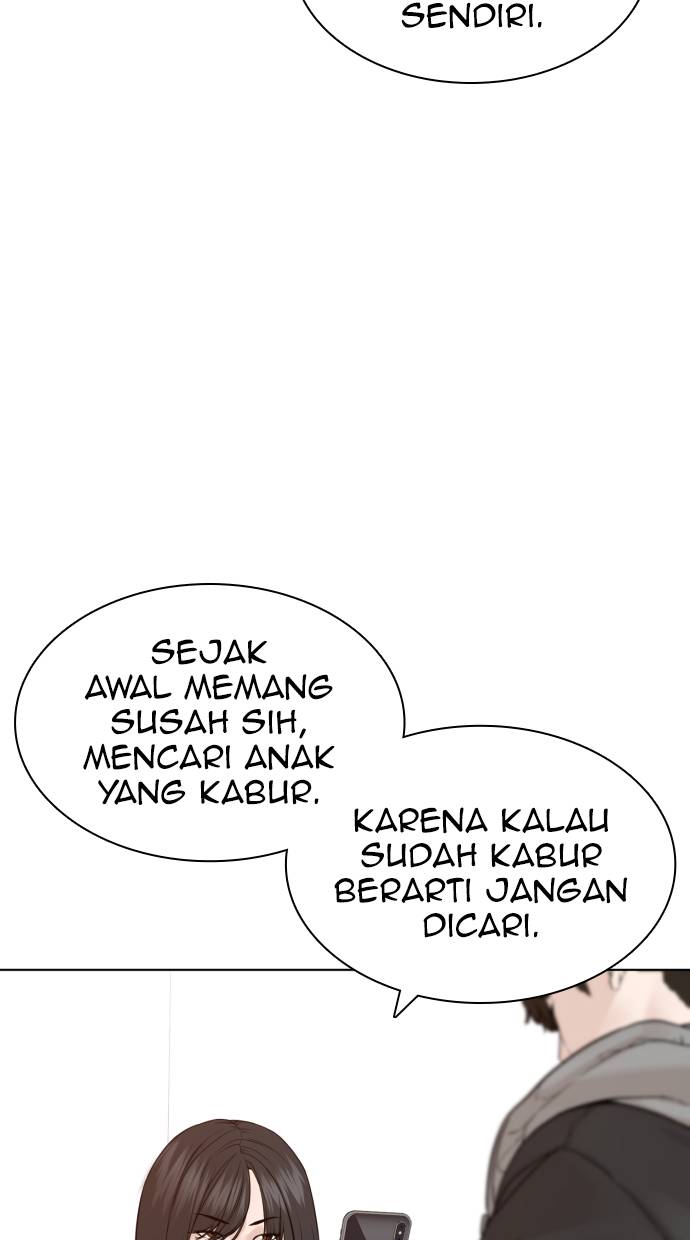 SENDIRI.
SEJAK
AWAL MEMANG
SUSAH SIH,
MENCARI ANAK
YANG KABUR.
KARENA KALAU
SUDAH KABUR
BERARTI JANGAN
DICARI.